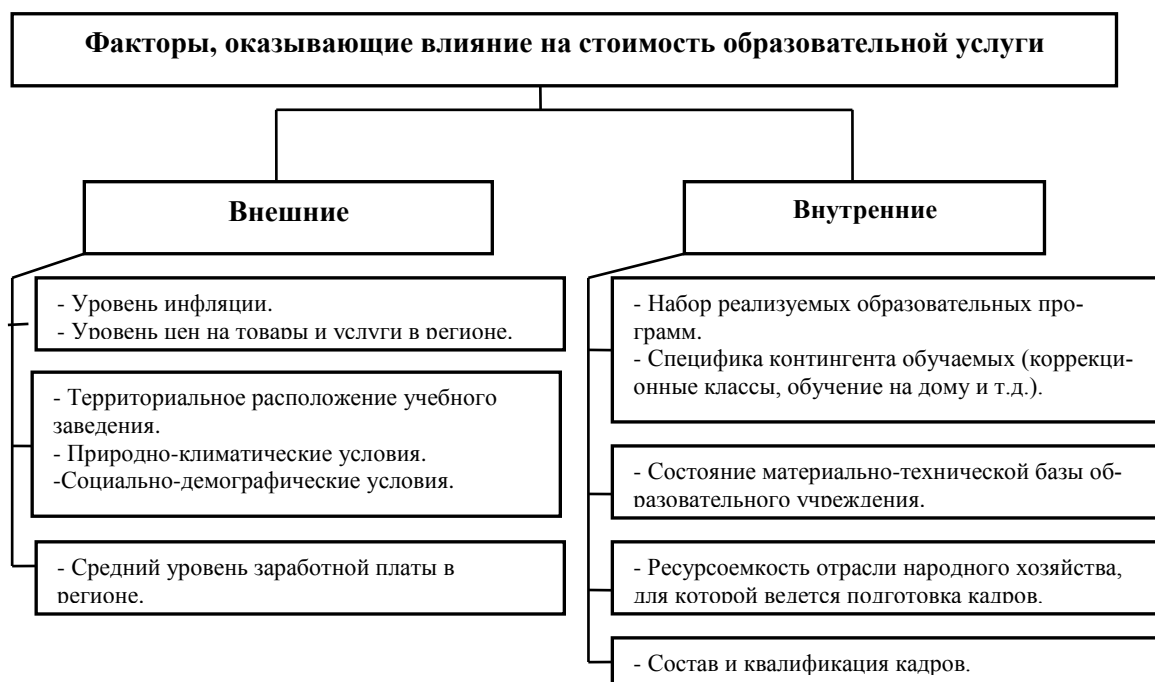 Факторы, оказывающие влияние на стоимость образовательной услуги
Внешние
- Уровень инфляции.
- Уровень цен на товары и услуги в регионе.
- Территориальное расположение учебного
заведения.
- Природно-климатические условия.
-Социально-демографические условия.
- Средний уровень заработной платы в
регионе.
Внутренние
- Набор реализуемых образовательных про-
грамм.
- Специфика контингента обучаемых (коррекци-
онные классы, обучение на дому и т.д.).
- Состояние материально-технической базы об-
разовательного учреждения.
- Ресурсоемкость отрасли народного хозяйства,
для которой ведется подготовка кадров.
- Состав и квалификация кадров.